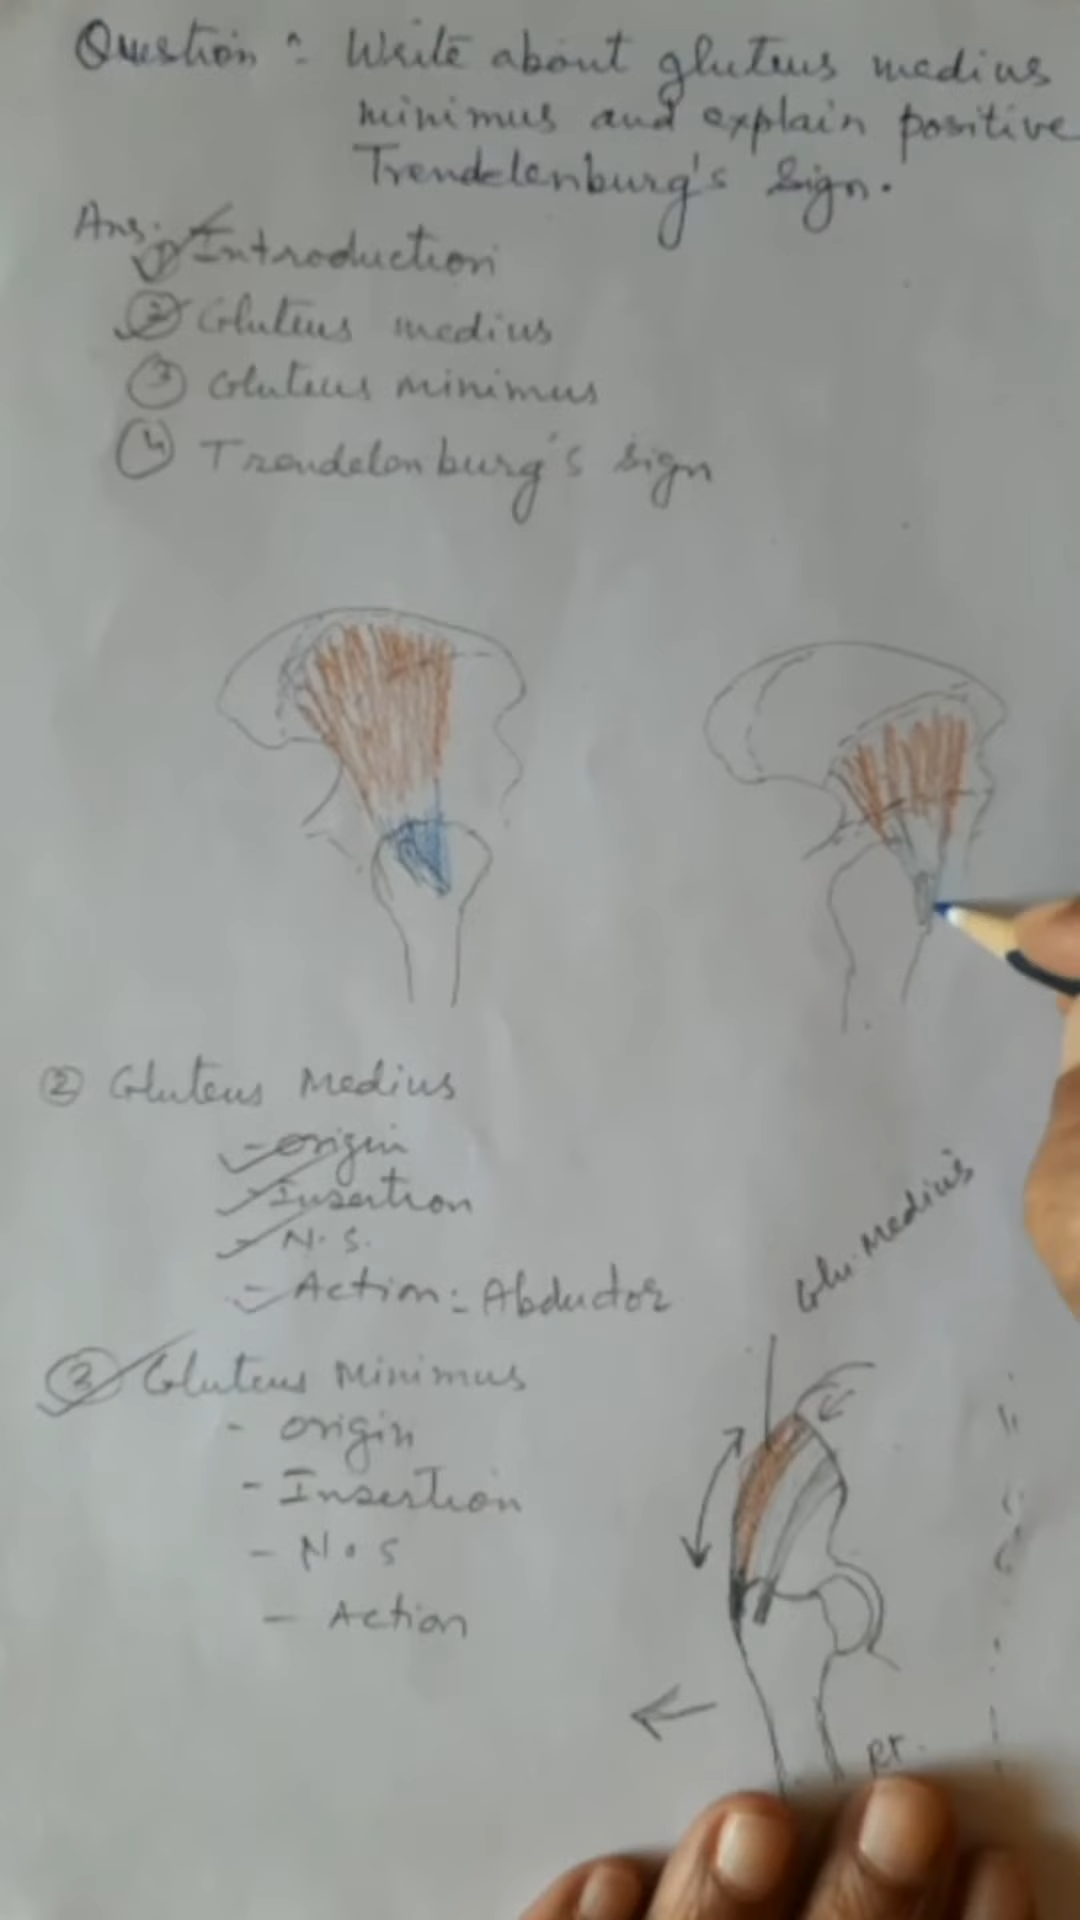 Question : Write about gluteus medius
minimus and explain positive
Trendelenburg's sign.
Ans.
① Introduction
② Gluteus medius
③ Gluteus minimus
④ Trendelenburg's sign
② Gluteus Medius
- Origin
- Insertion
- N. S.
- Action = Abductor
Glu. Medius
③ Gluteus Minimus
- Origin
- Insertion
- N. S
- Action
Rt.